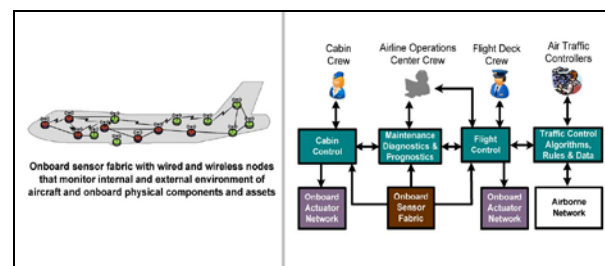 Onboard sensor fabric with wired and wireless nodes
that monitor internal and external environment of
aircraft and onboard physical components and assets
Cabin
Crew
Airline Operations
Center Crew
Flight Deck
Crew
Air Traffic
Controllers
Cabin
Control
Maintenance
Diagnostics &
Prognostics
Flight
Control
Traffic Control
Algorithms,
Rules & Data
Onboard
Actuator
Network
Onboard
Sensor
Fabric
Onboard
Actuator
Network
Airborne
Network